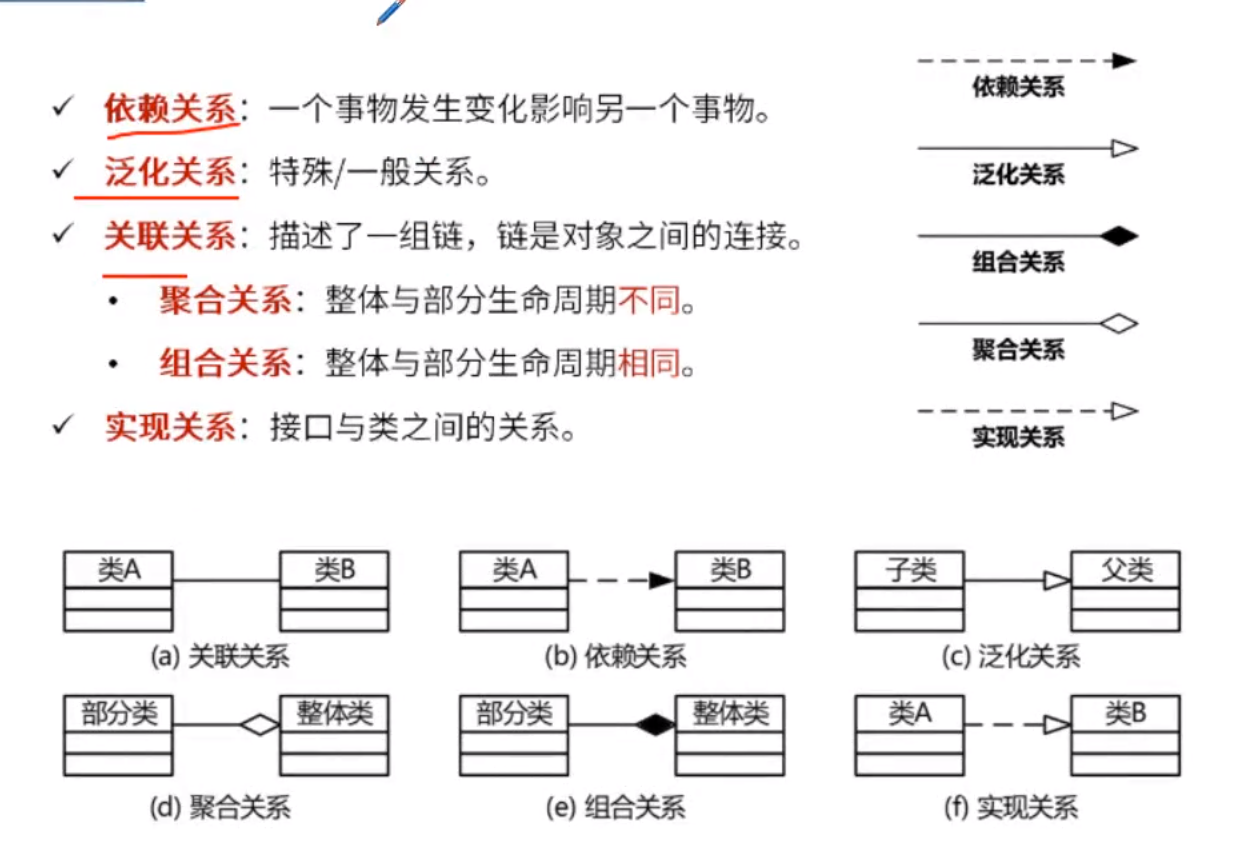 ✓ 依赖关系：一个事物发生变化影响另一个事物。
✓ 泛化关系：特殊/一般关系。
✓ 关联关系：描述了一组链，链是对象之间的连接。
• 聚合关系：整体与部分生命周期不同。
• 组合关系：整体与部分生命周期相同。
✓ 实现关系：接口与类之间的关系。
依赖关系
泛化关系
组合关系
聚合关系
实现关系
类A 类B
(a) 关联关系
类A 类B
(b) 依赖关系
子类 父类
(c) 泛化关系
部分类 整体类
(d) 聚合关系
部分类 整体类
(e) 组合关系
类A 类B
(f) 实现关系